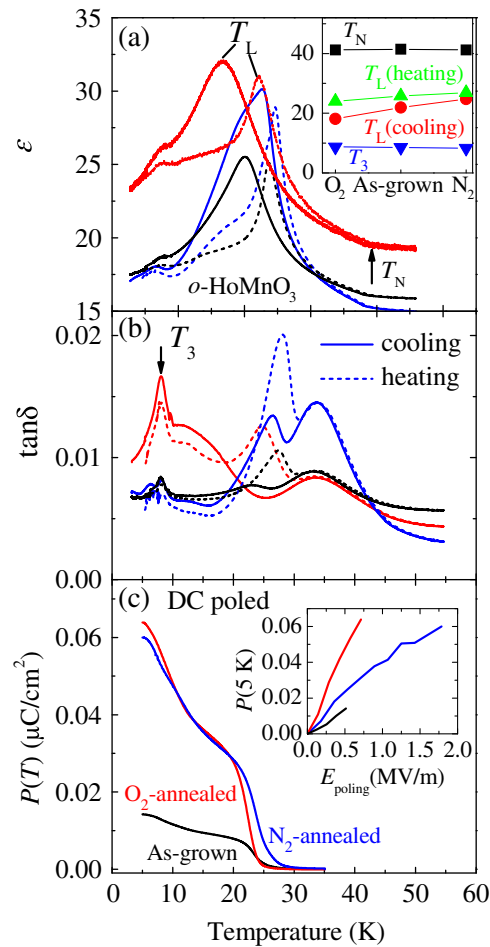 (a)
T_L
ε
35
30
25
20
15
40
20
0
T_N
T_L(heating)
T_L(cooling)
T_3
O_2 As-grown N_2
T_N
o-HoMnO_3
(b)
T_3
cooling
heating
tanδ
0.02
0.01
0.00
(c) DC poled
P(T) (μC/cm^2)
0.06
0.04
0.02
0.00
P(5 K)
0.06
0.04
0.02
0.00
0.0 0.5 1.0 1.5 2.0
E_poling(MV/m)
O_2-annealed
N_2-annealed
As-grown
0 10 20 30 40 50 60
Temperature (K)